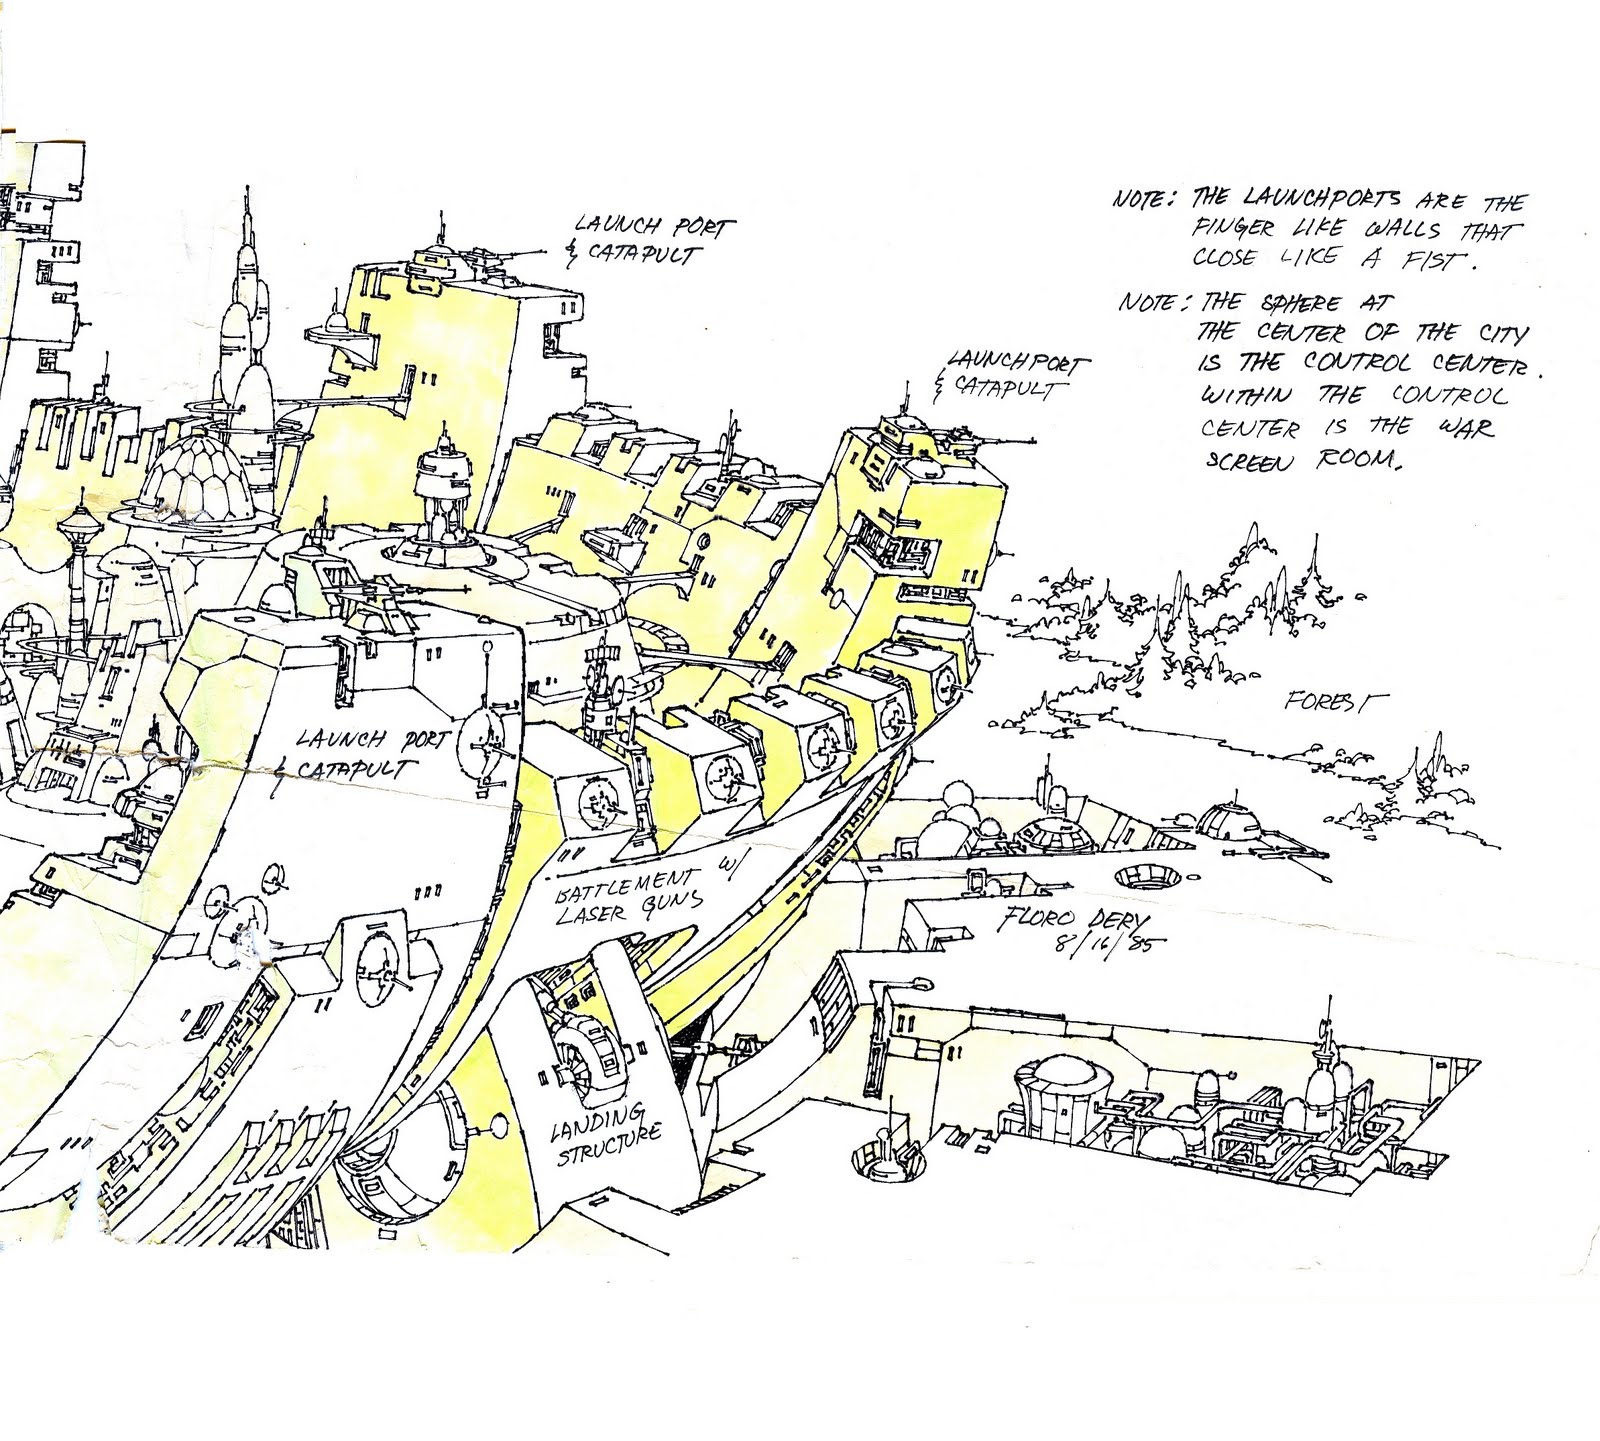 LAUNCH PORT
& CATAPULT
NOTE: THE LAUNCHPORTS ARE THE
FINGER LIKE WALLS THAT
CLOSE LIKE A FIST.
NOTE: THE SPHERE AT
THE CENTER OF THE CITY
IS THE CONTROL CENTER.
WITHIN THE CONTROL
CENTER IS THE WAR
SCREEN ROOM.
LAUNCHPORT
& CATAPULT
FOREST
LAUNCH PORT
& CATAPULT
BATTLEMENT W/
LASER GUNS
FLORO DERY
8/16/85
LANDING
STRUCTURE